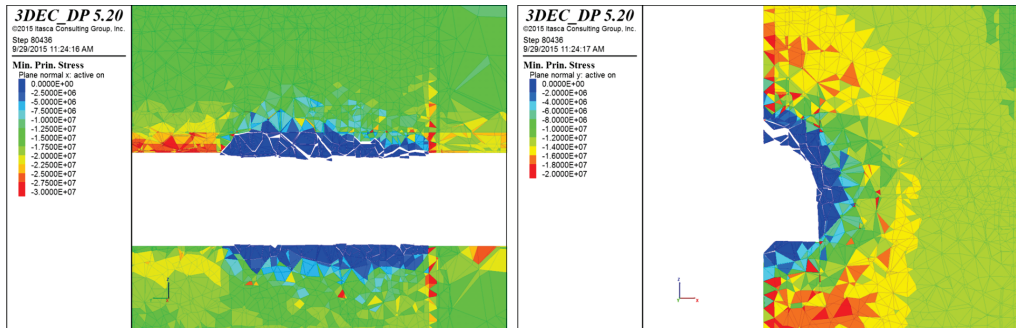 3DEC_DP 5.20
©2015 Itasca Consulting Group, Inc.
Step 80436
9/29/2015 11:24:16 AM
Min. Prin. Stress
Plane normal x: active on
0.0000E+00
-2.5000E+06
-5.0000E+06
-7.5000E+06
-1.0000E+07
-1.2500E+07
-1.5000E+07
-1.7500E+07
-2.0000E+07
-2.2500E+07
-2.5000E+07
-2.7500E+07
-3.0000E+07
3DEC_DP 5.20
©2015 Itasca Consulting Group, Inc.
Step 80436
9/29/2015 11:24:17 AM
Min. Prin. Stress
Plane normal y: active on
0.0000E+00
-2.0000E+06
-4.0000E+06
-6.0000E+06
-8.0000E+06
-1.0000E+07
-1.2000E+07
-1.4000E+07
-1.6000E+07
-1.8000E+07
-2.0000E+07